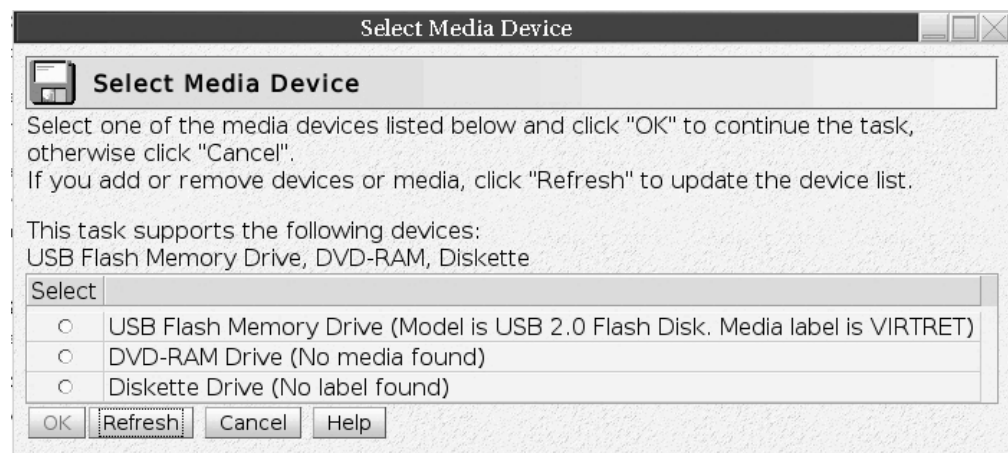 Select Media Device
Select Media Device
Select one of the media devices listed below and click "OK" to continue the task,
otherwise click "Cancel".
If you add or remove devices or media, click "Refresh" to update the device list.
This task supports the following devices:
USB Flash Memory Drive, DVD-RAM, Diskette
Select
USB Flash Memory Drive (Model is USB 2.0 Flash Disk. Media label is VIRTRET)
DVD-RAM Drive (No media found)
Diskette Drive (No label found)
OK Refresh Cancel Help